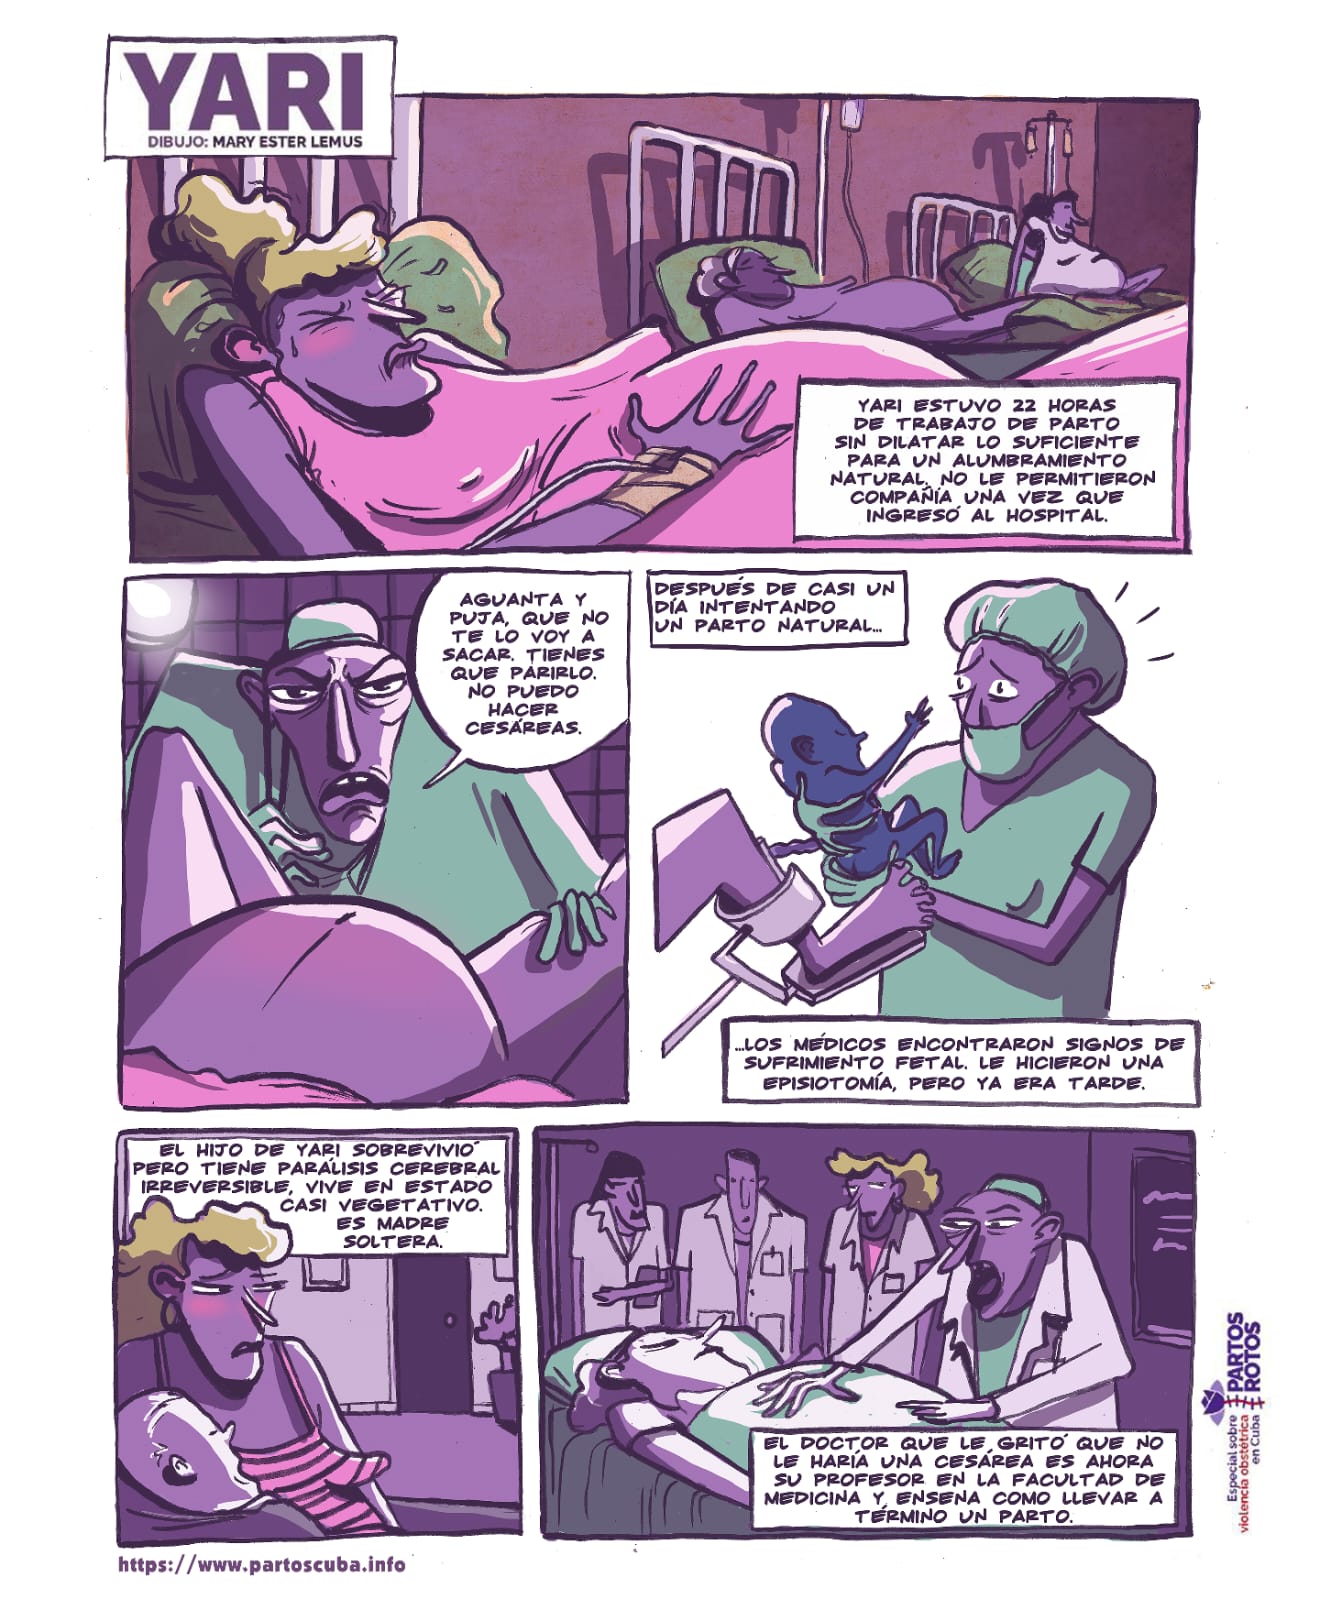 YARI
DIBUJO: MARY ESTER LEMUS
YARI ESTUVO 22 HORAS
DE TRABAJO DE PARTO
SIN DILATAR LO SUFICIENTE
PARA UN ALUMBRAMIENTO
NATURAL. NO LE PERMITIERON
COMPAÑÍA UNA VEZ QUE
INGRESÓ AL HOSPITAL.
AGUANTA Y
PUJA, QUE NO
TE LO VOY A
SACAR. TIENES
QUE PARIRLO.
NO PUEDO
HACER
CESÁREAS.
DESPUÉS DE CASI UN
DÍA INTENTANDO
UN PARTO NATURAL...
...LOS MÉDICOS ENCONTRARON SIGNOS DE
SUFRIMIENTO FETAL. LE HICIERON UNA
EPISIOTOMÍA, PERO YA ERA TARDE.
EL HIJO DE YARI SOBREVIVIÓ
PERO TIENE PARÁLISIS CEREBRAL
IRREVERSIBLE, VIVE EN ESTADO
CASI VEGETATIVO.
ES MADRE
SOLTERA.
EL DOCTOR QUE LE GRITÓ QUE NO
LE HARÍA UNA CESÁREA ES AHORA
SU PROFESOR EN LA FACULTAD DE
MEDICINA Y ENSENA COMO LLEVAR A
TÉRMINO UN PARTO.
Especial sobre
violencia obstétrica
en Cuba
PARTOS
ROTOS
https://www.partoscuba.info